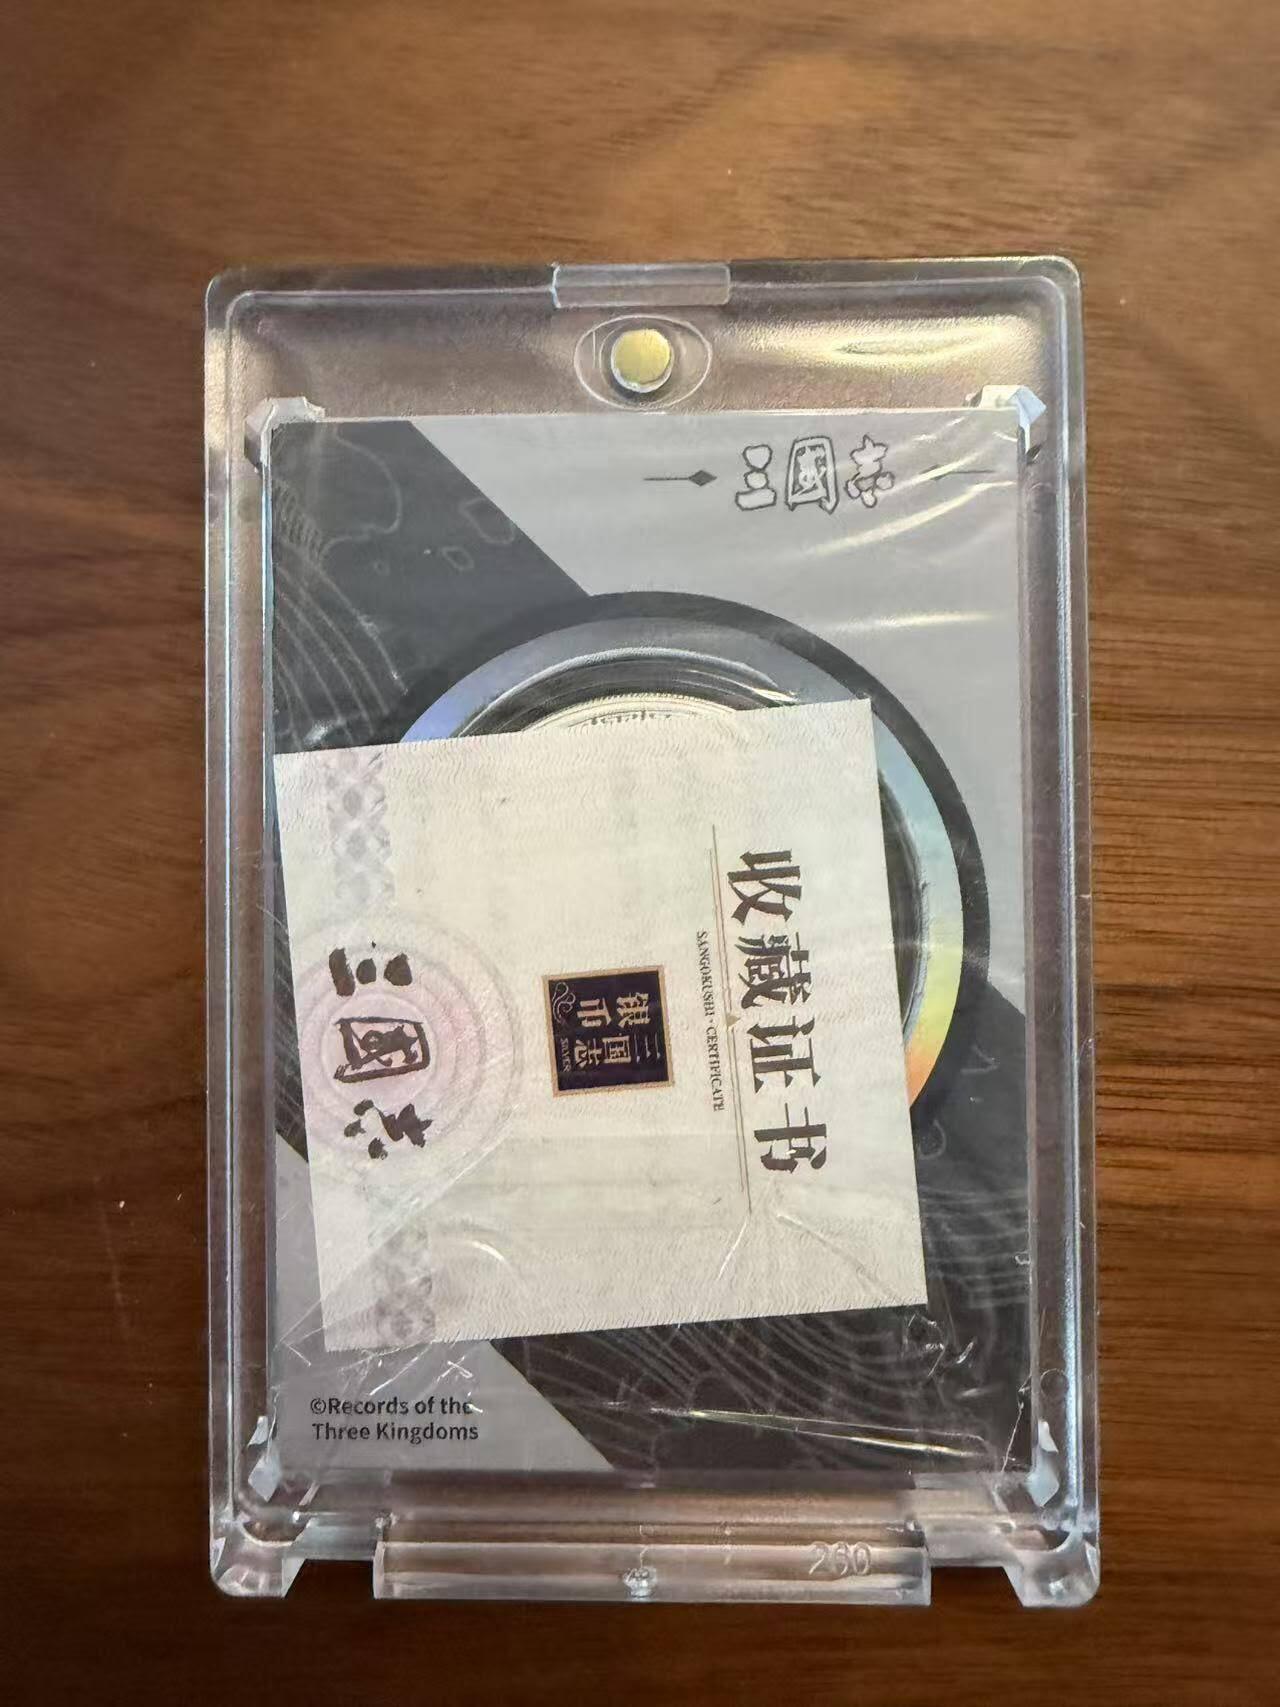 三國志
收藏证书
SANGOKUSHI · CERTIFICATE
三国志
银币
SILVER
三國志
©Records of the
Three Kingdoms
260